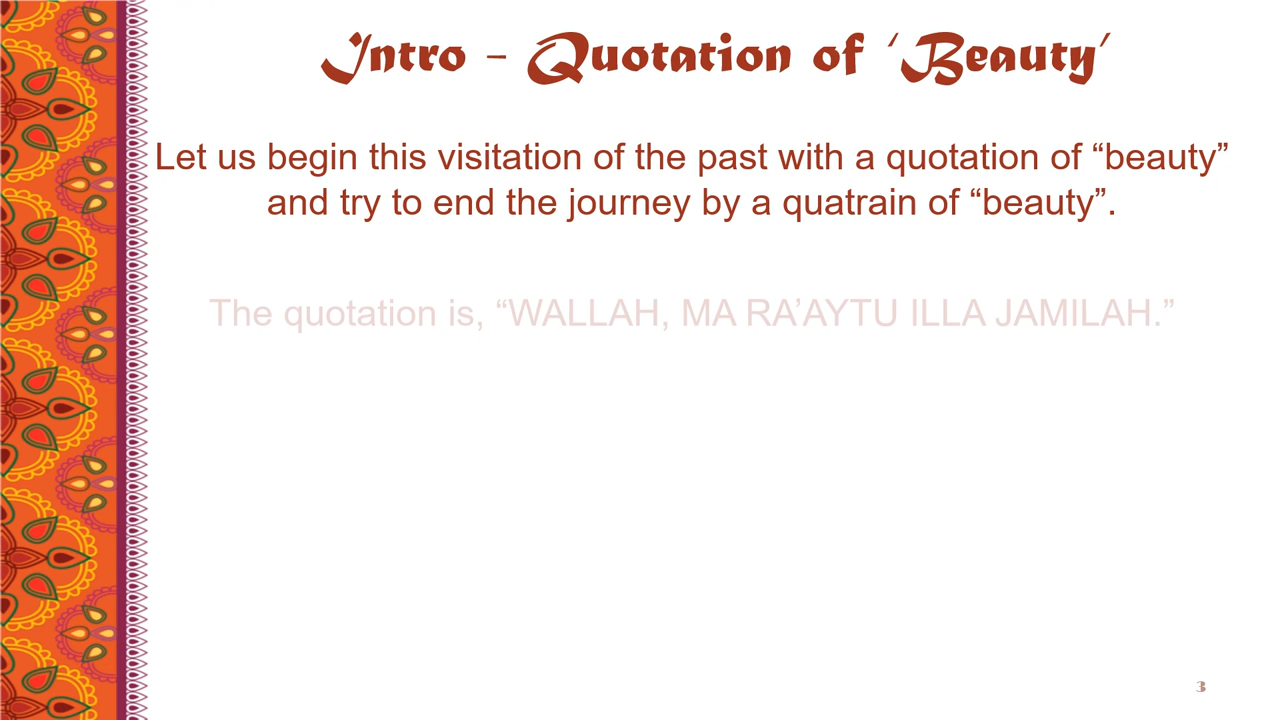 Intro – Quotation of ‘Beauty’
Let us begin this visitation of the past with a quotation of “beauty”
and try to end the journey by a quatrain of “beauty”.
The quotation is, “WALLAH, MA RA’AYTU ILLA JAMILAH.”
3